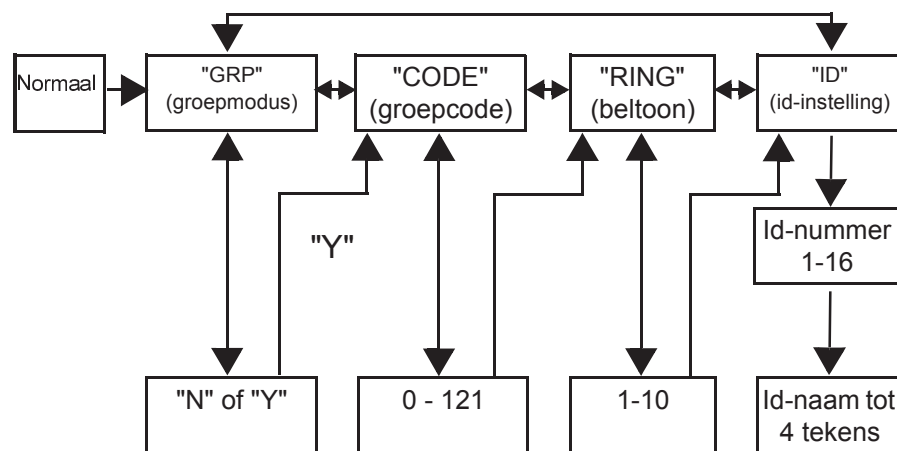 Normaal
"GRP"
(groepmodus)
"CODE"
(groepcode)
"RING"
(beltoon)
"ID"
(id-instelling)
"Y"
Id-nummer
1-16
"N" of "Y"
0 - 121
1-10
Id-naam tot
4 tekens